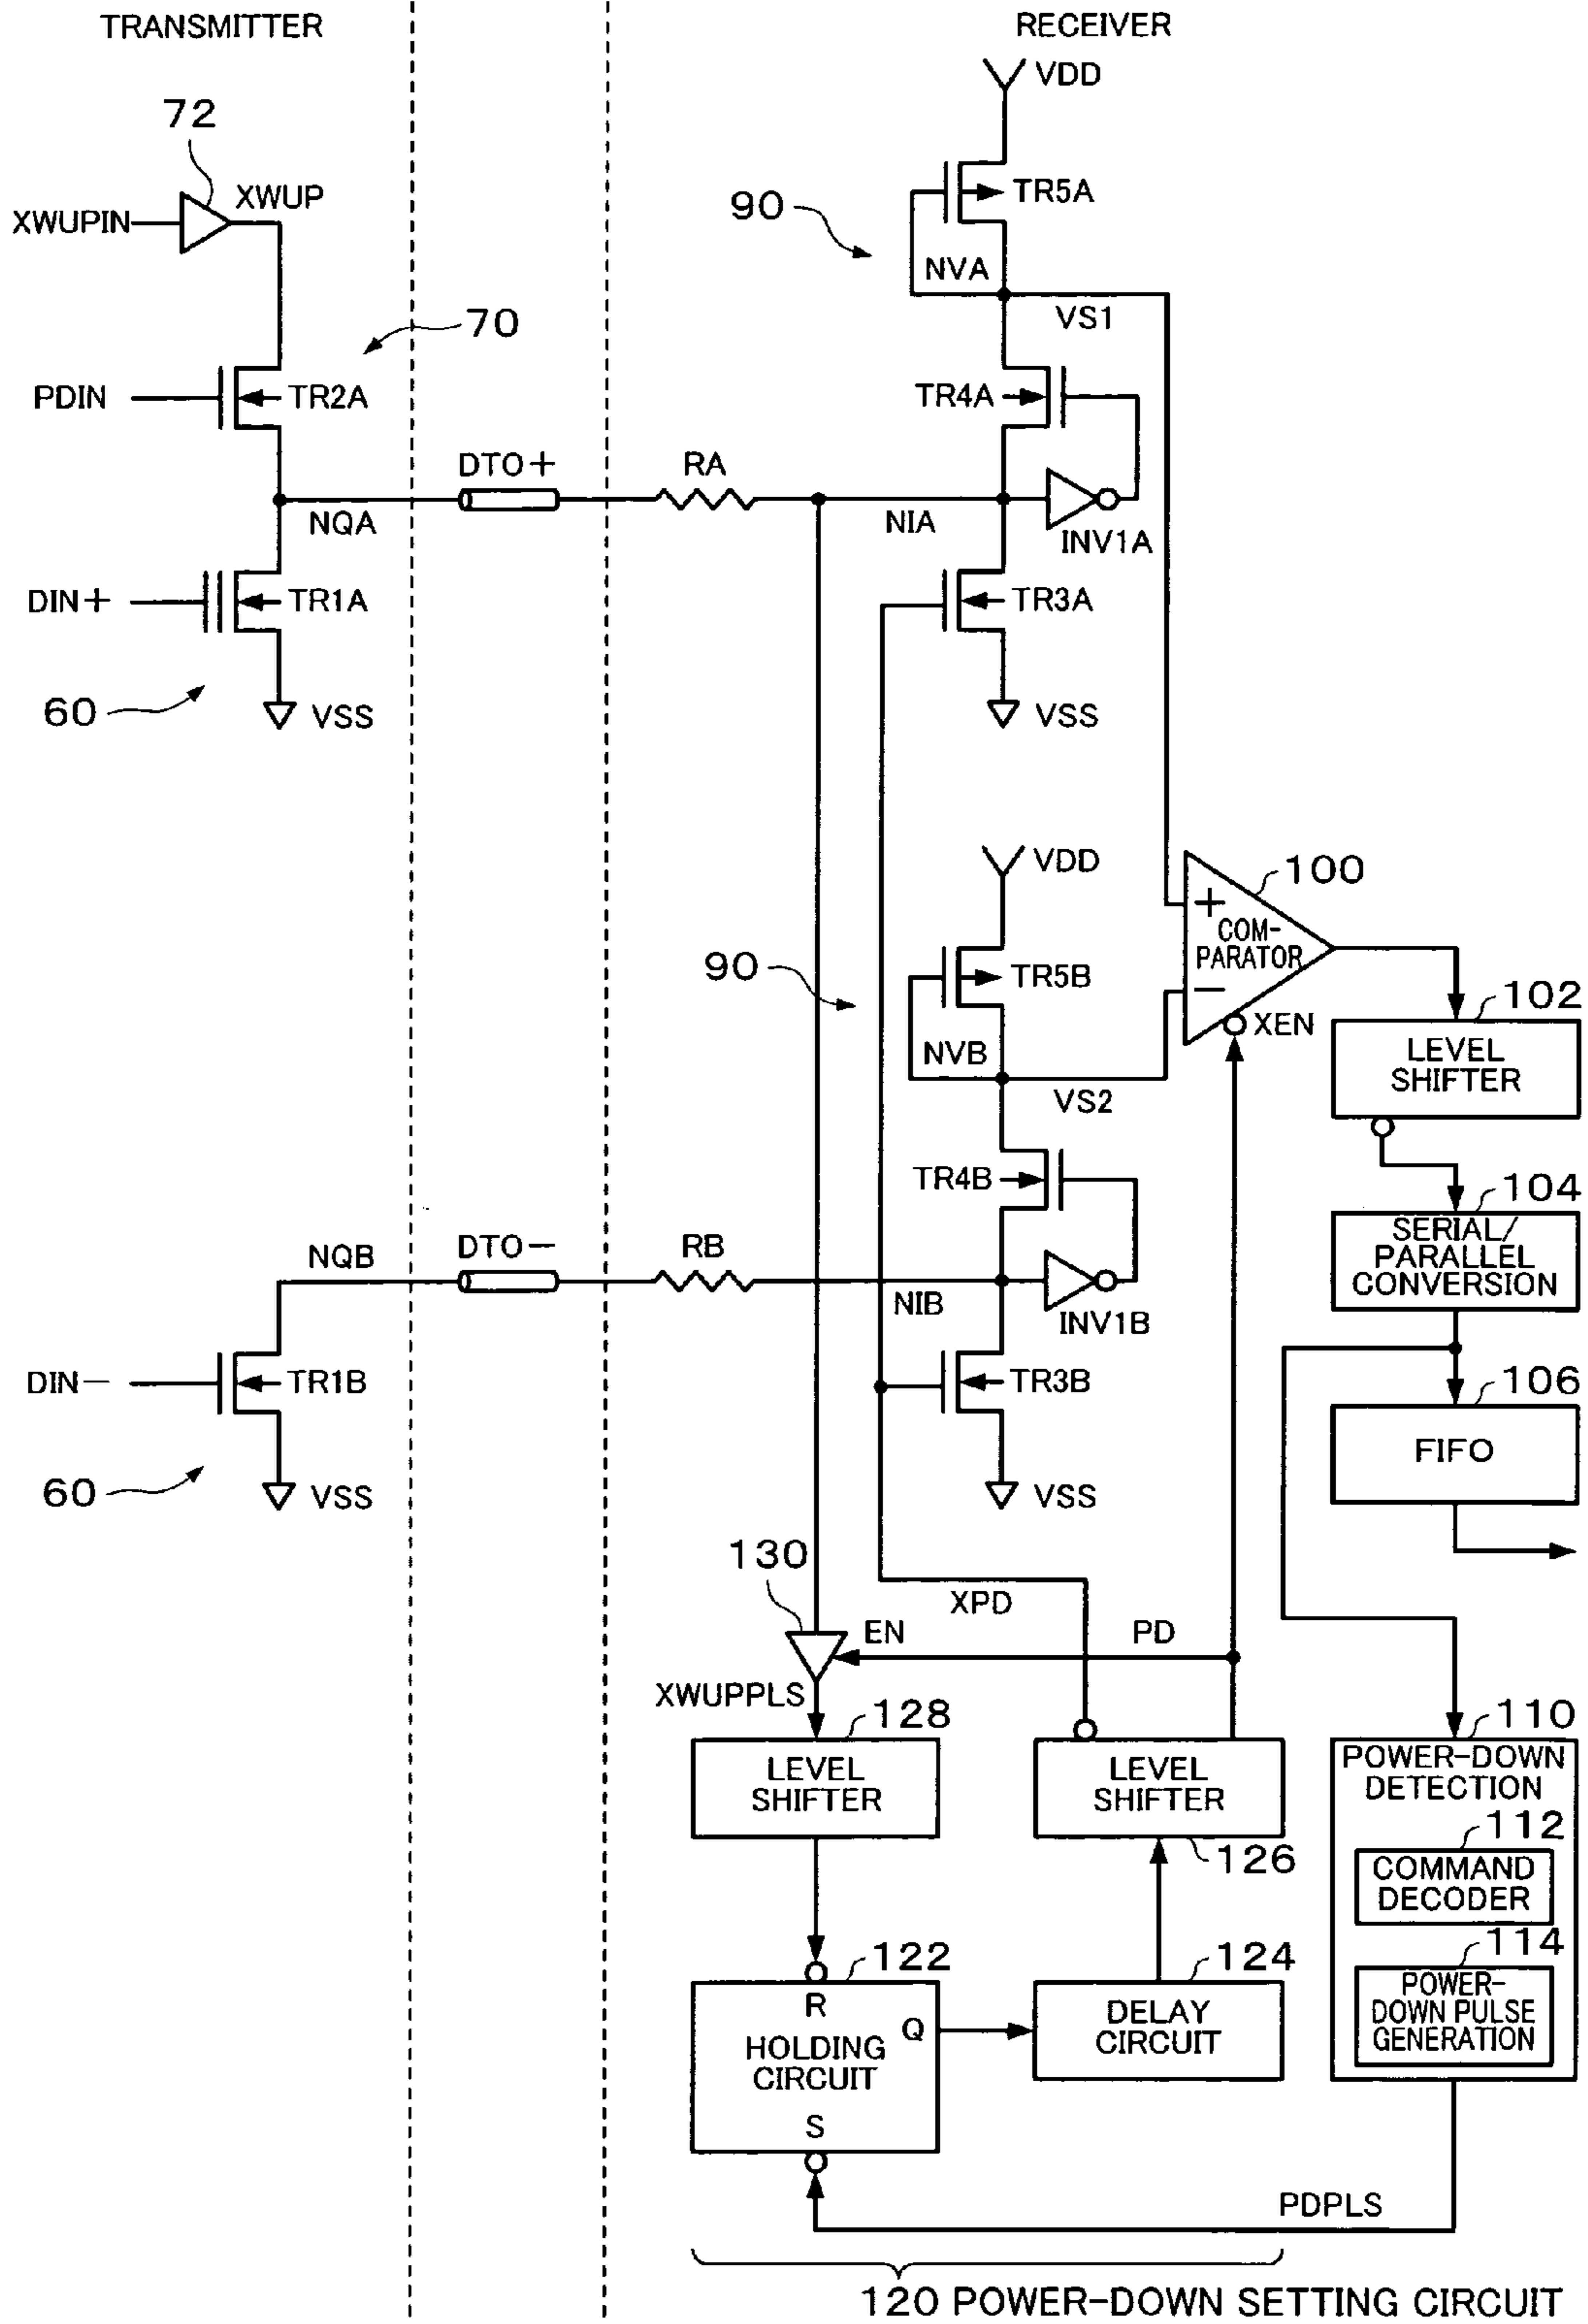 TRANSMITTER
RECEIVER
VDD
72
XWUP
XWUPIN
TR5A
90
NVA
VS1
70
PDIN
TR2A
TR4A
DTO+
RA
NQA
NIA
INV1A
DIN+
TR1A
TR3A
60
VSS
VSS
VDD
100
+
COM-
PARATOR
−
90
TR5B
102
XEN
LEVEL
SHIFTER
NVB
VS2
TR4B
104
SERIAL/
PARALLEL
CONVERSION
NQB
DTO−
RB
NIB
INV1B
DIN−
TR1B
TR3B
106
FIFO
60
VSS
VSS
130
XPD
EN
PD
XWUPPLS
128
LEVEL
SHIFTER
LEVEL
SHIFTER
126
110
POWER-DOWN
DETECTION
112
COMMAND
DECODER
114
POWER-
DOWN PULSE
GENERATION
122
R
Q
HOLDING
CIRCUIT
S
124
DELAY
CIRCUIT
PDPLS
120 POWER-DOWN SETTING CIRCUIT